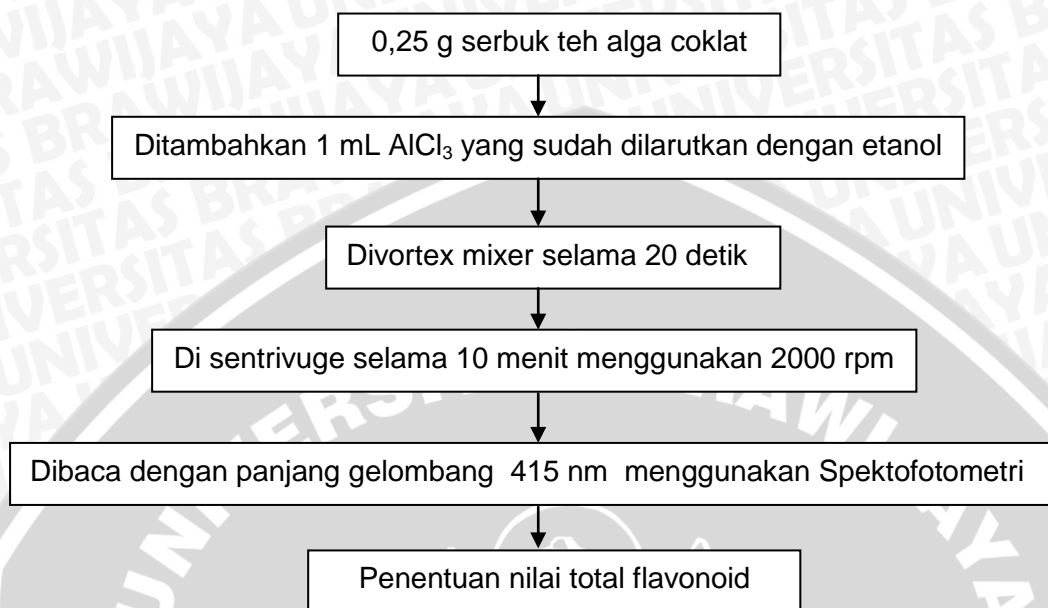 0,25 g serbuk teh alga coklat
Ditambahkan 1 mL AlCl₃ yang sudah dilarutkan dengan etanol
Divortex mixer selama 20 detik
Di sentrivuge selama 10 menit menggunakan 2000 rpm
Dibaca dengan panjang gelombang 415 nm menggunakan Spektofotometri
Penentuan nilai total flavonoid